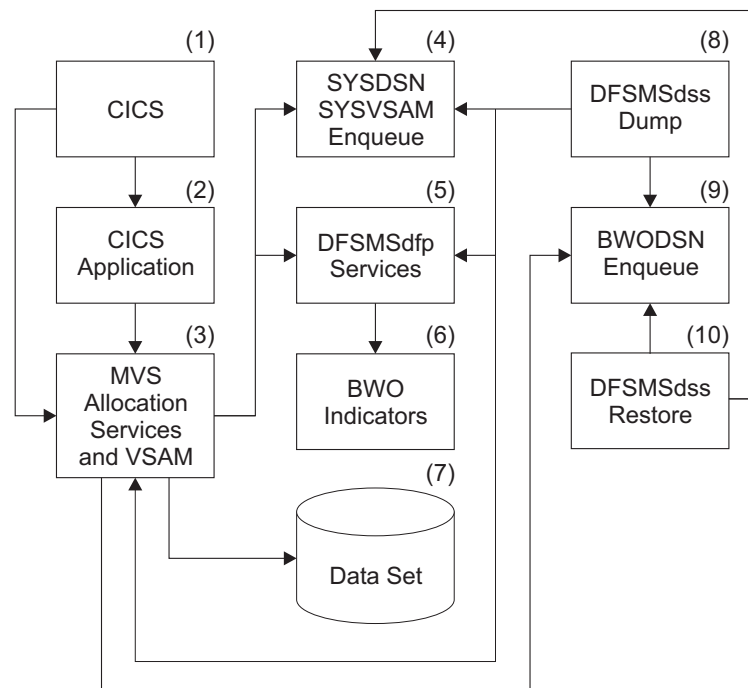 (1)
CICS
(2)
CICS
Application
(3)
MVS
Allocation
Services
and VSAM
(4)
SYSDSN
SYSVSAM
Enqueue
(5)
DFSMSdfp
Services
(6)
BWO
Indicators
(7)
Data Set
(8)
DFSMSdss
Dump
(9)
BWODSN
Enqueue
(10)
DFSMSdss
Restore